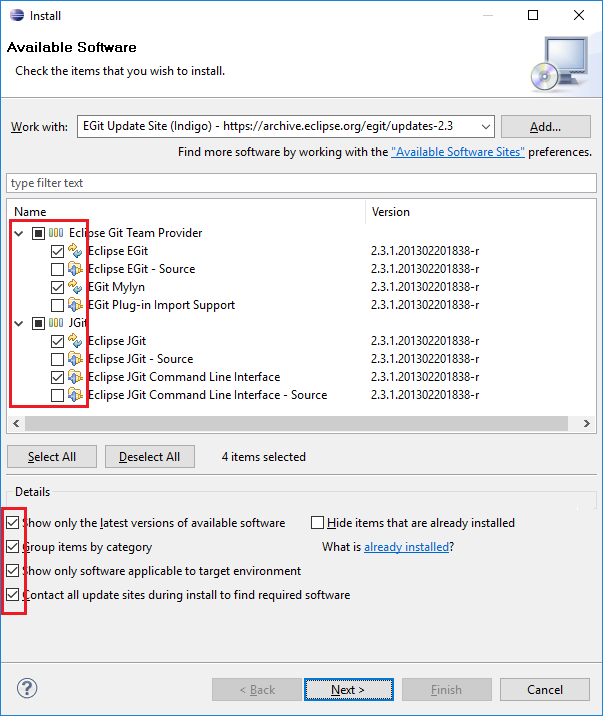 Install
Available Software
Check the items that you wish to install.
Work with: EGit Update Site (Indigo) - https://archive.eclipse.org/egit/updates-2.3 Add...
Find more software by working with the "Available Software Sites" preferences.
type filter text
Name Version
Eclipse Git Team Provider
Eclipse EGit 2.3.1.201302201838-r
Eclipse EGit - Source 2.3.1.201302201838-r
EGit Mylyn 2.3.1.201302201838-r
EGit Plug-in Import Support 2.3.1.201302201838-r
JGit
Eclipse JGit 2.3.1.201302201838-r
Eclipse JGit - Source 2.3.1.201302201838-r
Eclipse JGit Command Line Interface 2.3.1.201302201838-r
Eclipse JGit Command Line Interface - Source 2.3.1.201302201838-r
Select All Deselect All 4 items selected
Details
Show only the latest versions of available software Hide items that are already installed
Group items by category What is already installed?
Show only software applicable to target environment
Contact all update sites during install to find required software
? < Back Next > Finish Cancel